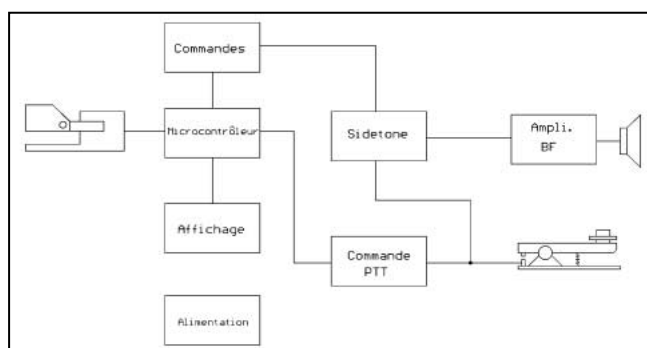 Commandes
Microcontrôleur
Sidetone
Ampli.
BF
Affichage
Commande
PTT
Alimentation